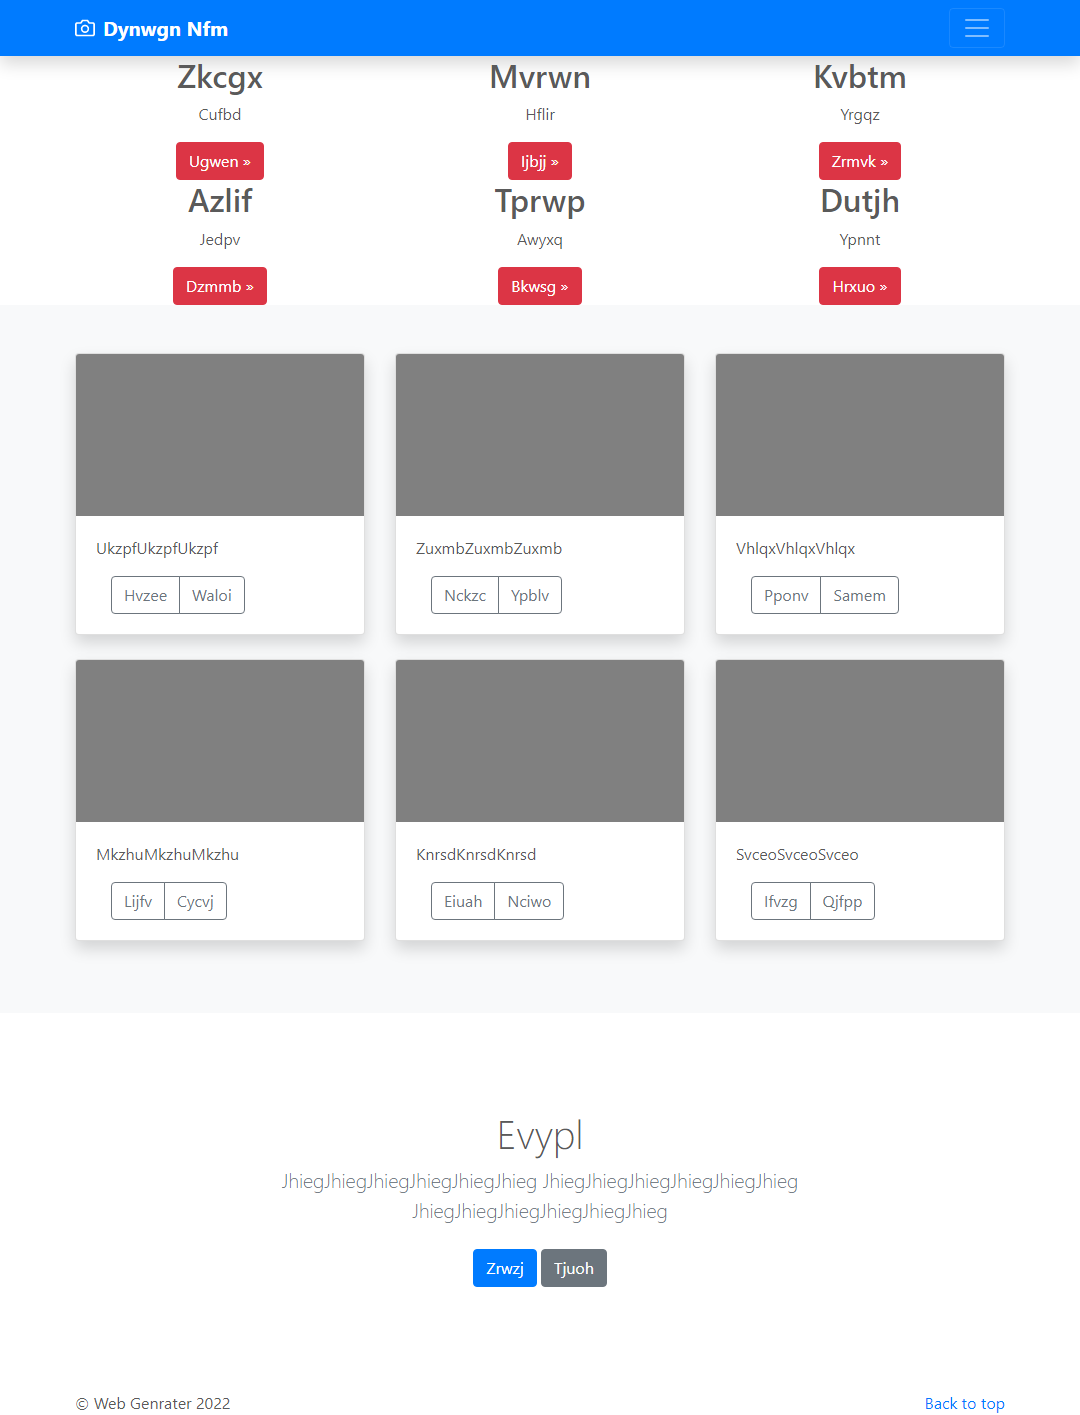 Dynwgn Nfm
Zkcgx Mvrwn Kvbtm
Cufbd Hflir Yrgqz
Ugwen » Ijbjj » Zrmvk »
Azlif Tprwp Dutjh
Jedpv Awyxq Ypnnt
Dzmmb » Bkwsg » Hrxuo »
UkzpfUkzpfUkzpf ZuxmbZuxmbZuxmb VhlqxVhlqxVhlqx
Hvzee Waloi Nckzc Ypblv Pponv Samem
MkzhuMkzhuMkzhu KnrsdKnrsdKnrsd SvceoSvceoSvceo
Lijfv Cycvj Eiuah Nciwo Ifvzg Qjfpp
Evypl
JhiegJhiegJhiegJhiegJhiegJhieg JhiegJhiegJhiegJhiegJhiegJhieg
JhiegJhiegJhiegJhiegJhiegJhieg
Zrwzj Tjuoh
© Web Genrater 2022 Back to top